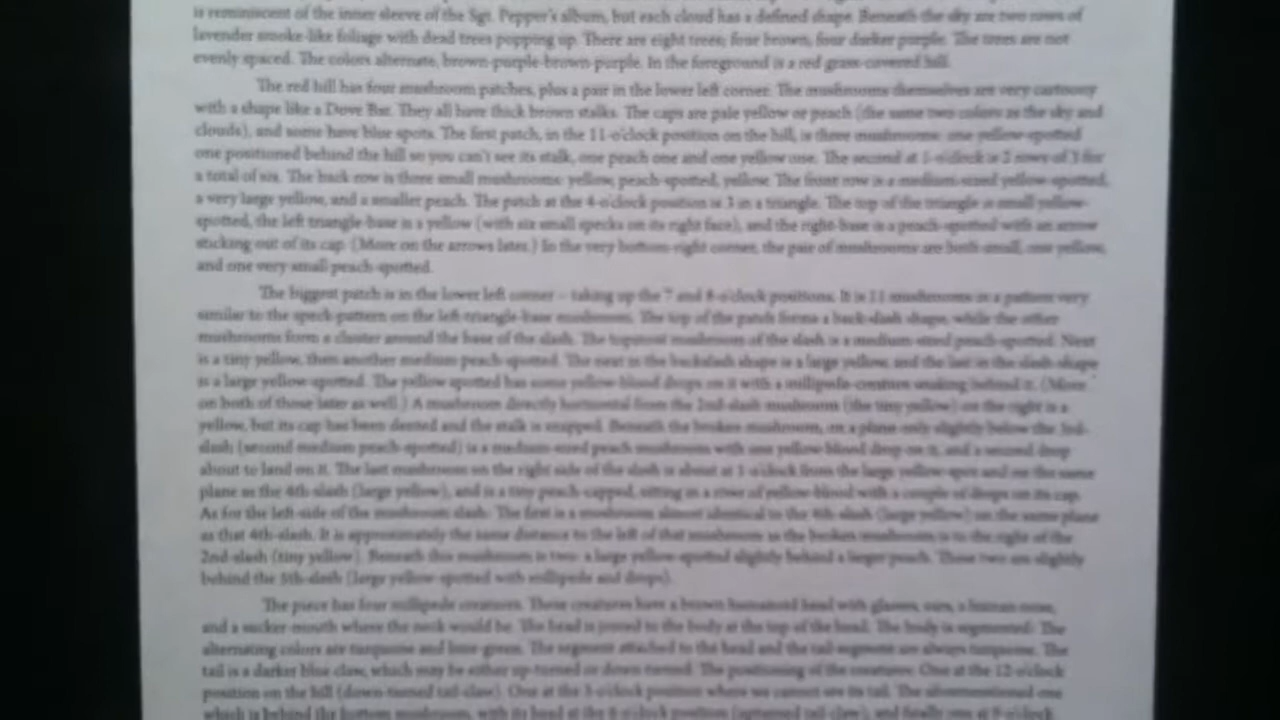 is reminiscent of the inner sleeve of the Sgt. Pepper's album, but each cloud has a defined shape. Beneath the sky are two rows of
lavender smoke-like foliage with dead trees popping up. There are eight trees; four brown, four darker purple. The trees are not
evenly spaced. The colors alternate, brown-purple-brown-purple. In the foreground is a red grass-covered hill.
The red hill has four mushroom patches, plus a pair in the lower left corner. The mushrooms themselves are very cartoony
with a shape like a Dove Bar. They all have thick brown stalks. The caps are pale yellow or peach (the same two colors as the sky and
clouds), and some have blue spots. The first patch, in the 11-o'clock position on the hill, is three mushrooms: one yellow-spotted
one positioned behind the hill so you can't see its stalk, one peach one and one yellow one. The second at 1-o'clock is 2 rows of 3 for
a total of six. The back row is three small mushrooms: yellow, peach-spotted, yellow. The front row is a medium-sized yellow-spotted,
a very large yellow, and a smaller peach. The patch at the 4-o'clock position is 3 in a triangle. The top of the triangle is small yellow-
spotted, the left triangle-base is a yellow (with six small specks on its right face), and the right-base is a peach-spotted with an arrow
sticking out of its cap. (More on the arrows later.) In the very bottom-right corner, the pair of mushrooms are both small, one yellow,
and one very small peach-spotted.
The biggest patch is in the lower left corner – taking up the 7 and 8-o'clock positions. It is 11 mushrooms in a pattern very
similar to the speck-pattern on the left-triangle-base mushroom. The top of the patch forms a back-slash shape, while the other
mushrooms form a cluster around the base of the slash. The topmost mushroom of the slash is a medium-sized peach-spotted. Next
is a tiny yellow, then another medium peach-spotted. The next in the backslash shape is a large yellow, and the last in the slash-shape
is a large yellow-spotted. The yellow spotted has some yellow-blood drops on it with a millipede-creature snaking behind it. (More
on both of those later as well.) A mushroom directly horizontal from the 2nd-slash mushroom (the tiny yellow) on the right is a
yellow, but its cap has been dented and the stalk is snapped. Beneath the broken mushroom, on a plane only slightly below the 3rd-
slash (second medium peach-spotted) is a medium-sized peach mushroom with one yellow-blood drop on it, and a second drop
about to land on it. The last mushroom on the right side of the slash is about at 1-o'clock from the large yellow-spot and on the same
plane as the 4th-slash (large yellow), and is a tiny peach-capped, sitting in a river of yellow-blood with a couple of drops on its cap.
As for the left-side of the mushroom slash: The first is a mushroom almost identical to the 4th-slash (large yellow) on the same plane
as that 4th-slash. It is approximately the same distance to the left of that mushroom as the broken mushroom is to the right of the
2nd-slash (tiny yellow). Beneath this mushroom is two: a large yellow-spotted slightly behind a larger peach. These two are slightly
behind the 5th-slash (large yellow-spotted with millipede and drops).
The piece has four millipede creatures. These creatures have a brown humanoid head with glasses, ears, a human nose,
and a sucker-mouth where the neck would be. The head is joined to the body at the top of the head. The body is segmented: The
alternating colors are turquoise and lime-green. The segment attached to the head and the tail segment are always turquoise. The
tail is a darker blue claw, which may be either up-turned or down-turned. The positioning of the creatures: One at the 12-o'clock
position on the hill (down-turned tail-claw). One at the 3-o'clock position where we cannot see its tail. The aforementioned one
which is behind the bottom mushroom, with its head at the 6-o'clock position (upturned tail-claw), and finally one at 9-o'clock